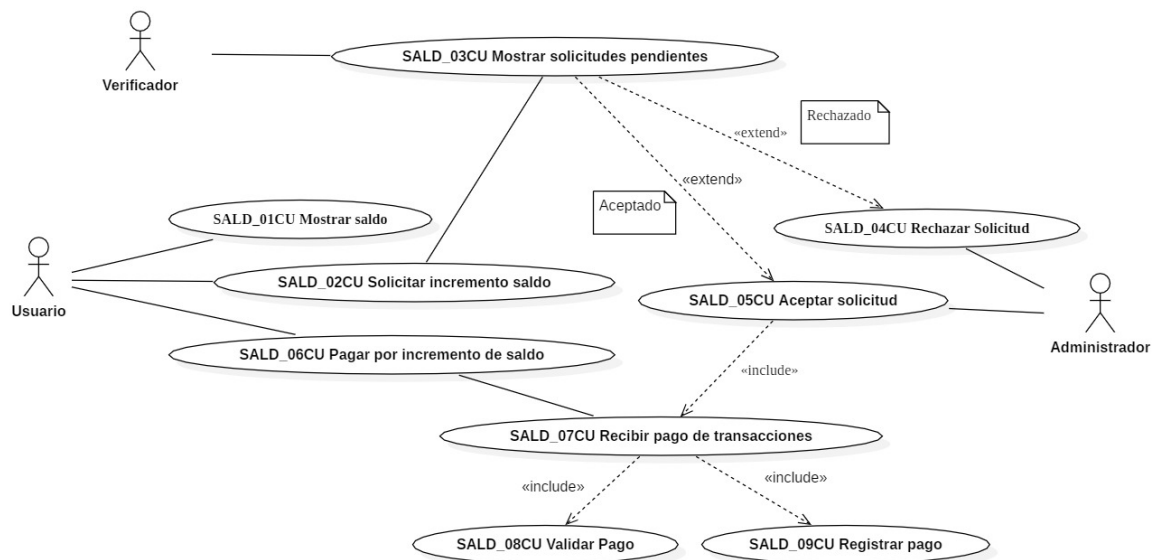 SALD_03CU Mostrar solicitudes pendientes
Verificador
Rechazado
«extend»
«extend»
Aceptado
SALD_01CU Mostrar saldo
SALD_04CU Rechazar Solicitud
SALD_02CU Solicitar incremento saldo
SALD_05CU Aceptar solicitud
Usuario
Administrador
SALD_06CU Pagar por incremento de saldo
«include»
SALD_07CU Recibir pago de transacciones
«include»
«include»
SALD_08CU Validar Pago
SALD_09CU Registrar pago